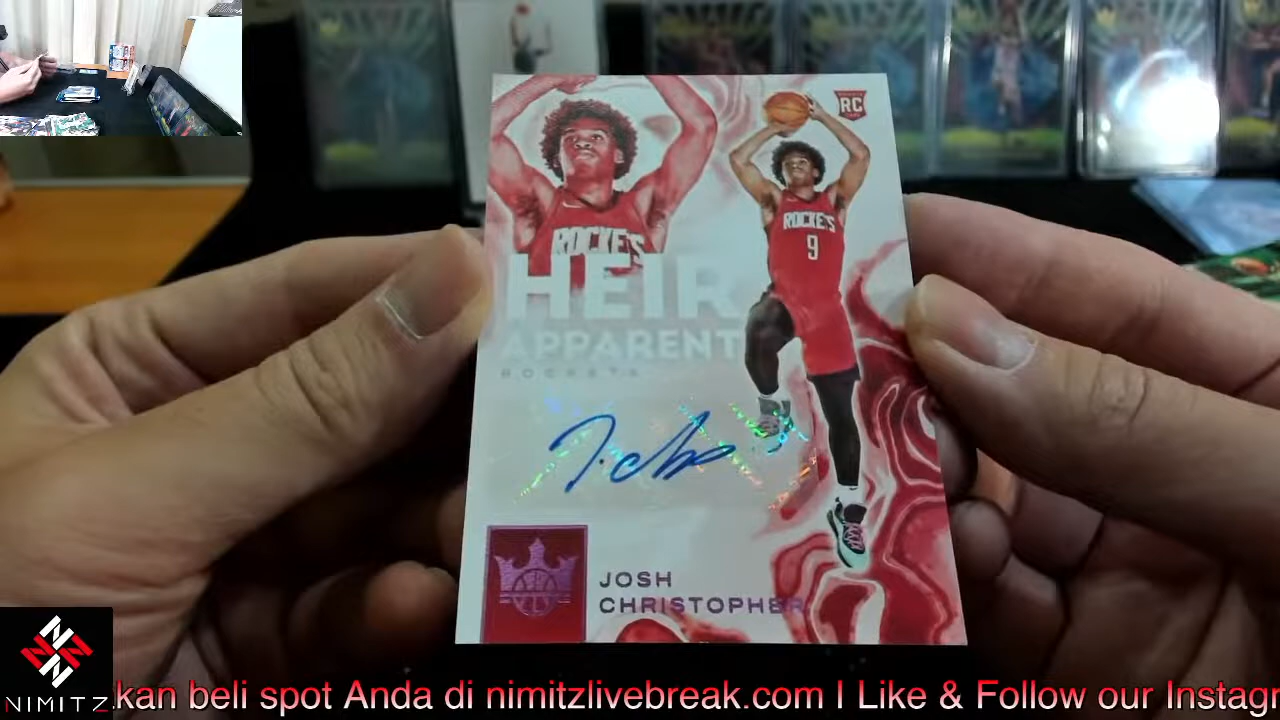 RC
ROCKETS
ROCKETS
9
HEIR
APPARENT
ROCKETS
JOSH
CHRISTOPHER
NIMITZ
kan beli spot Anda di nimitzlivebreak.com I Like & Follow our Instagr